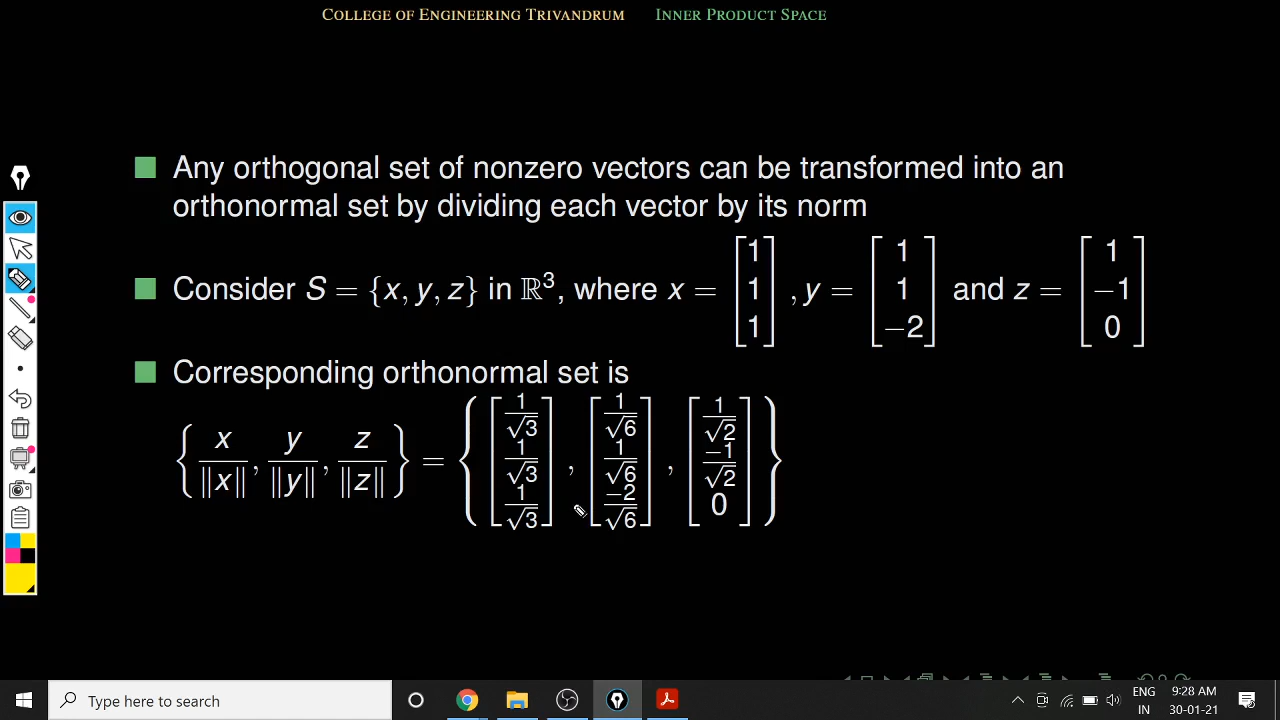 COLLEGE OF ENGINEERING TRIVANDRUM INNER PRODUCT SPACE
Any orthogonal set of nonzero vectors can be transformed into an
orthonormal set by dividing each vector by its norm
Consider S = {x, y, z} in ℝ³, where x = [1 1 1], y = [1 1 −2] and z = [1 −1 0]
Corresponding orthonormal set is
{x/‖x‖, y/‖y‖, z/‖z‖} = {[1/√3 1/√3 1/√3], [1/√6 1/√6 −2/√6], [1/√2 −1/√2 0]}
Type here to search
ENG 9:28 AM
IN 30-01-21